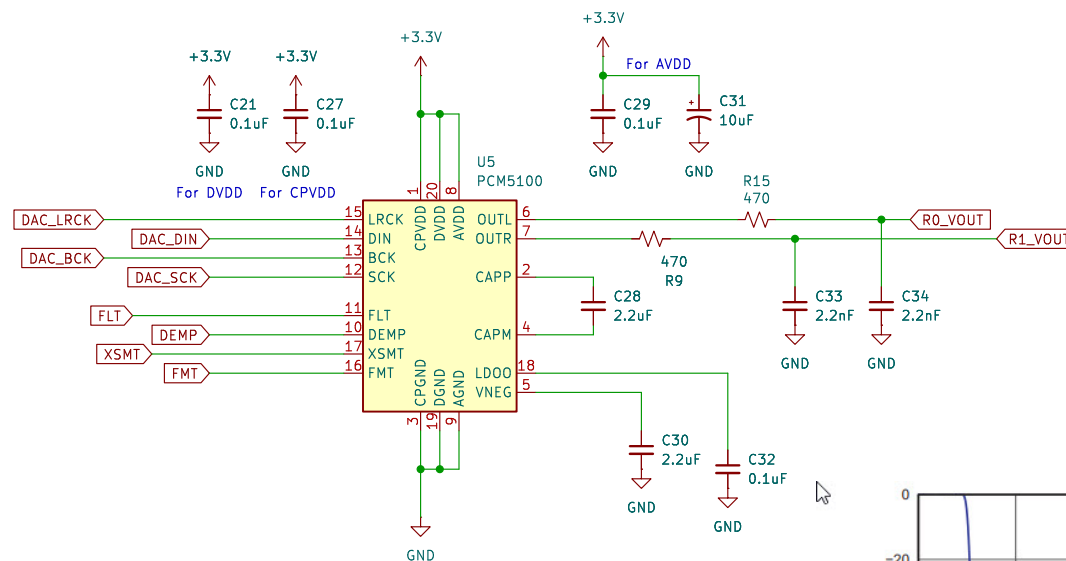 +3.3V
+3.3V
+3.3V
+3.3V
For AVDD
C21
0.1uF
C27
0.1uF
C29
0.1uF
C31
10uF
+
GND
GND
GND
GND
For DVDD
For CPVDD
U5
PCM5100
1
20
8
CPVDD
DVDD
AVDD
R15
470
DAC_LRCK
15
LRCK
OUTL
6
R0_VOUT
DAC_DIN
14
DIN
OUTR
7
R1_VOUT
DAC_BCK
13
BCK
470
R9
DAC_SCK
12
SCK
CAPP
2
C28
2.2uF
C33
2.2nF
C34
2.2nF
FLT
11
FLT
DEMP
10
DEMP
CAPM
4
XSMT
17
XSMT
GND
GND
FMT
16
FMT
LDOO
18
VNEG
5
CPGND
DGND
AGND
3
19
9
C30
2.2uF
C32
0.1uF
GND
GND
GND
0
-20